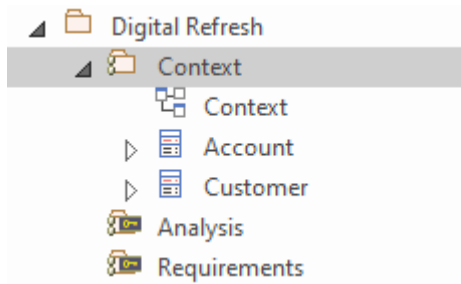 Digital Refresh
Context
Context
Account
Customer
Analysis
Requirements